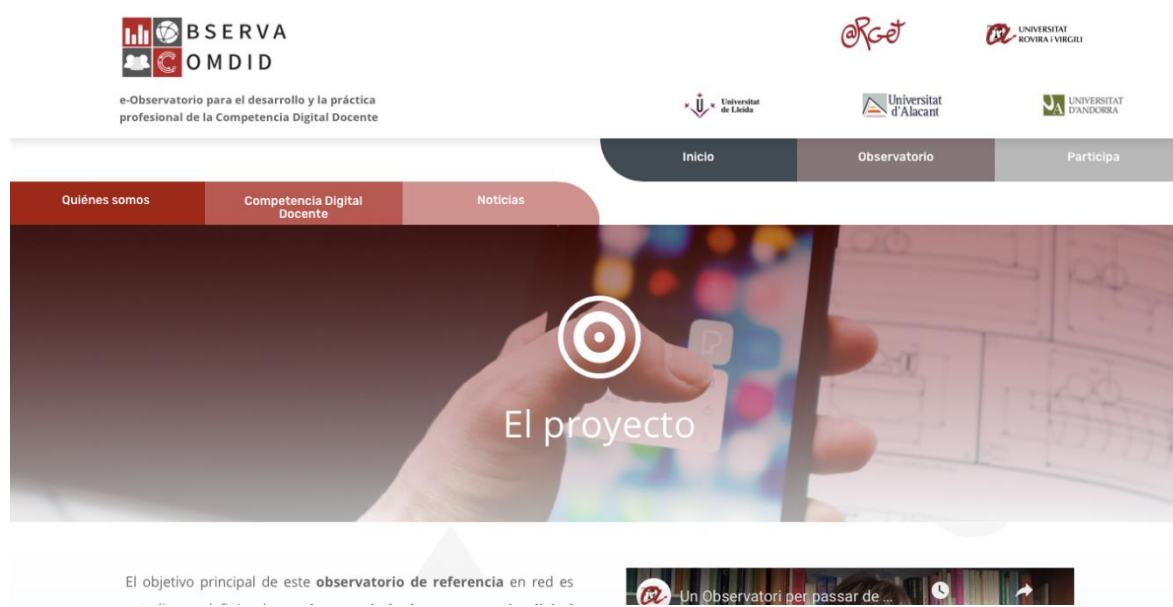 BSERVA
COMDID
e-Observatorio para el desarrollo y la práctica
profesional de la Competencia Digital Docente
@RGet
UNIVERSITAT
ROVIRA i VIRGILI
Universitat
de Lleida
Universitat
d'Alacant
UNIVERSITAT
D'ANDORRA
Inicio
Observatorio
Participa
Quiénes somos
Competencia Digital
Docente
Noticias
El proyecto
El objetivo principal de este observatorio de referencia en red es
Un Observatori per passar de ...